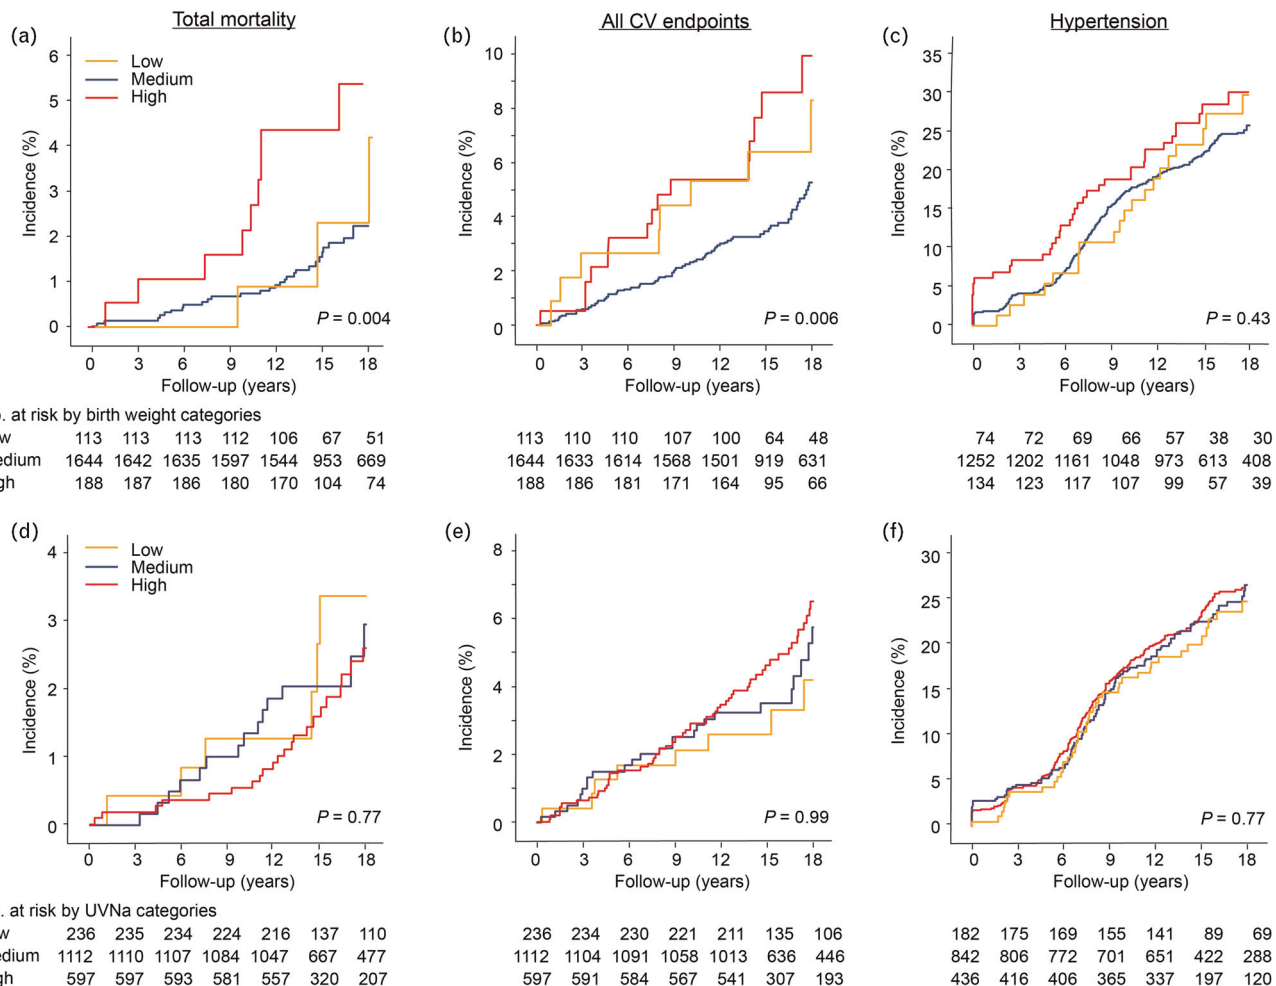 Total mortality
All CV endpoints
Hypertension
(a)
(b)
(c)
Low
Medium
High
Incidence (%)
6
5
4
3
2
1
0
P = 0.004
0 3 6 9 12 15 18
Follow-up (years)
Incidence (%)
10
8
6
4
2
0
P = 0.006
0 3 6 9 12 15 18
Follow-up (years)
Incidence (%)
35
30
25
20
15
10
5
0
P = 0.43
0 3 6 9 12 15 18
Follow-up (years)
. at risk by birth weight categories
w 113 113 113 112 106 67 51
edium 1644 1642 1635 1597 1544 953 669
gh 188 187 186 180 170 104 74
113 110 110 107 100 64 48
1644 1633 1614 1568 1501 919 631
188 186 181 171 164 95 66
74 72 69 66 57 38 30
1252 1202 1161 1048 973 613 408
134 123 117 107 99 57 39
(d)
(e)
(f)
Low
Medium
High
Incidence (%)
4
3
2
1
0
P = 0.77
0 3 6 9 12 15 18
Follow-up (years)
Incidence (%)
8
6
4
2
0
P = 0.99
0 3 6 9 12 15 18
Follow-up (years)
Incidence (%)
30
25
20
15
10
5
0
P = 0.77
0 3 6 9 12 15 18
Follow-up (years)
. at risk by UVNa categories
w 236 235 234 224 216 137 110
edium 1112 1110 1107 1084 1047 667 477
gh 597 597 593 581 557 320 207
236 234 230 221 211 135 106
1112 1104 1091 1058 1013 636 446
597 591 584 567 541 307 193
182 175 169 155 141 89 69
842 806 772 701 651 422 288
436 416 406 365 337 197 120